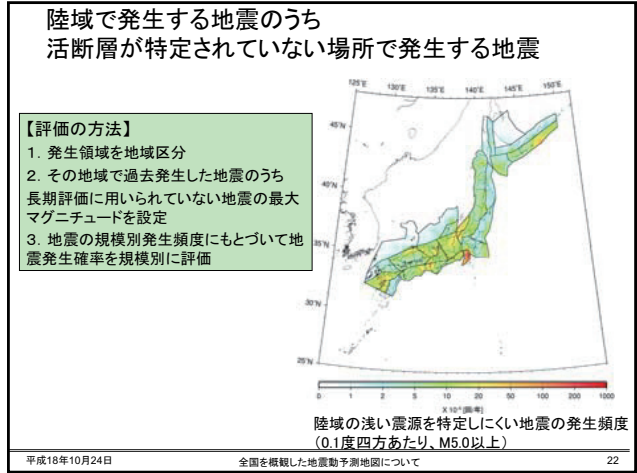 陸域で発生する地震のうち
活断層が特定されていない場所で発生する地震
【評価の方法】
1．発生領域を地域区分
2．その地域で過去発生した地震のうち
長期評価に用いられていない地震の最大
マグニチュードを設定
3．地震の規模別発生頻度にもとづいて地
震発生確率を規模別に評価
125°E 130°E 135°E 140°E 145°E 150°E
45°N
40°N
35°N
30°N
25°N
0 1 2 5 10 20 50 100 200 1000
陸域の浅い震源を特定しにくい地震の発生頻度
（0.1度四方あたり、M5.0以上）
平成18年10月24日 全国を概観した地震動予測地図について 22